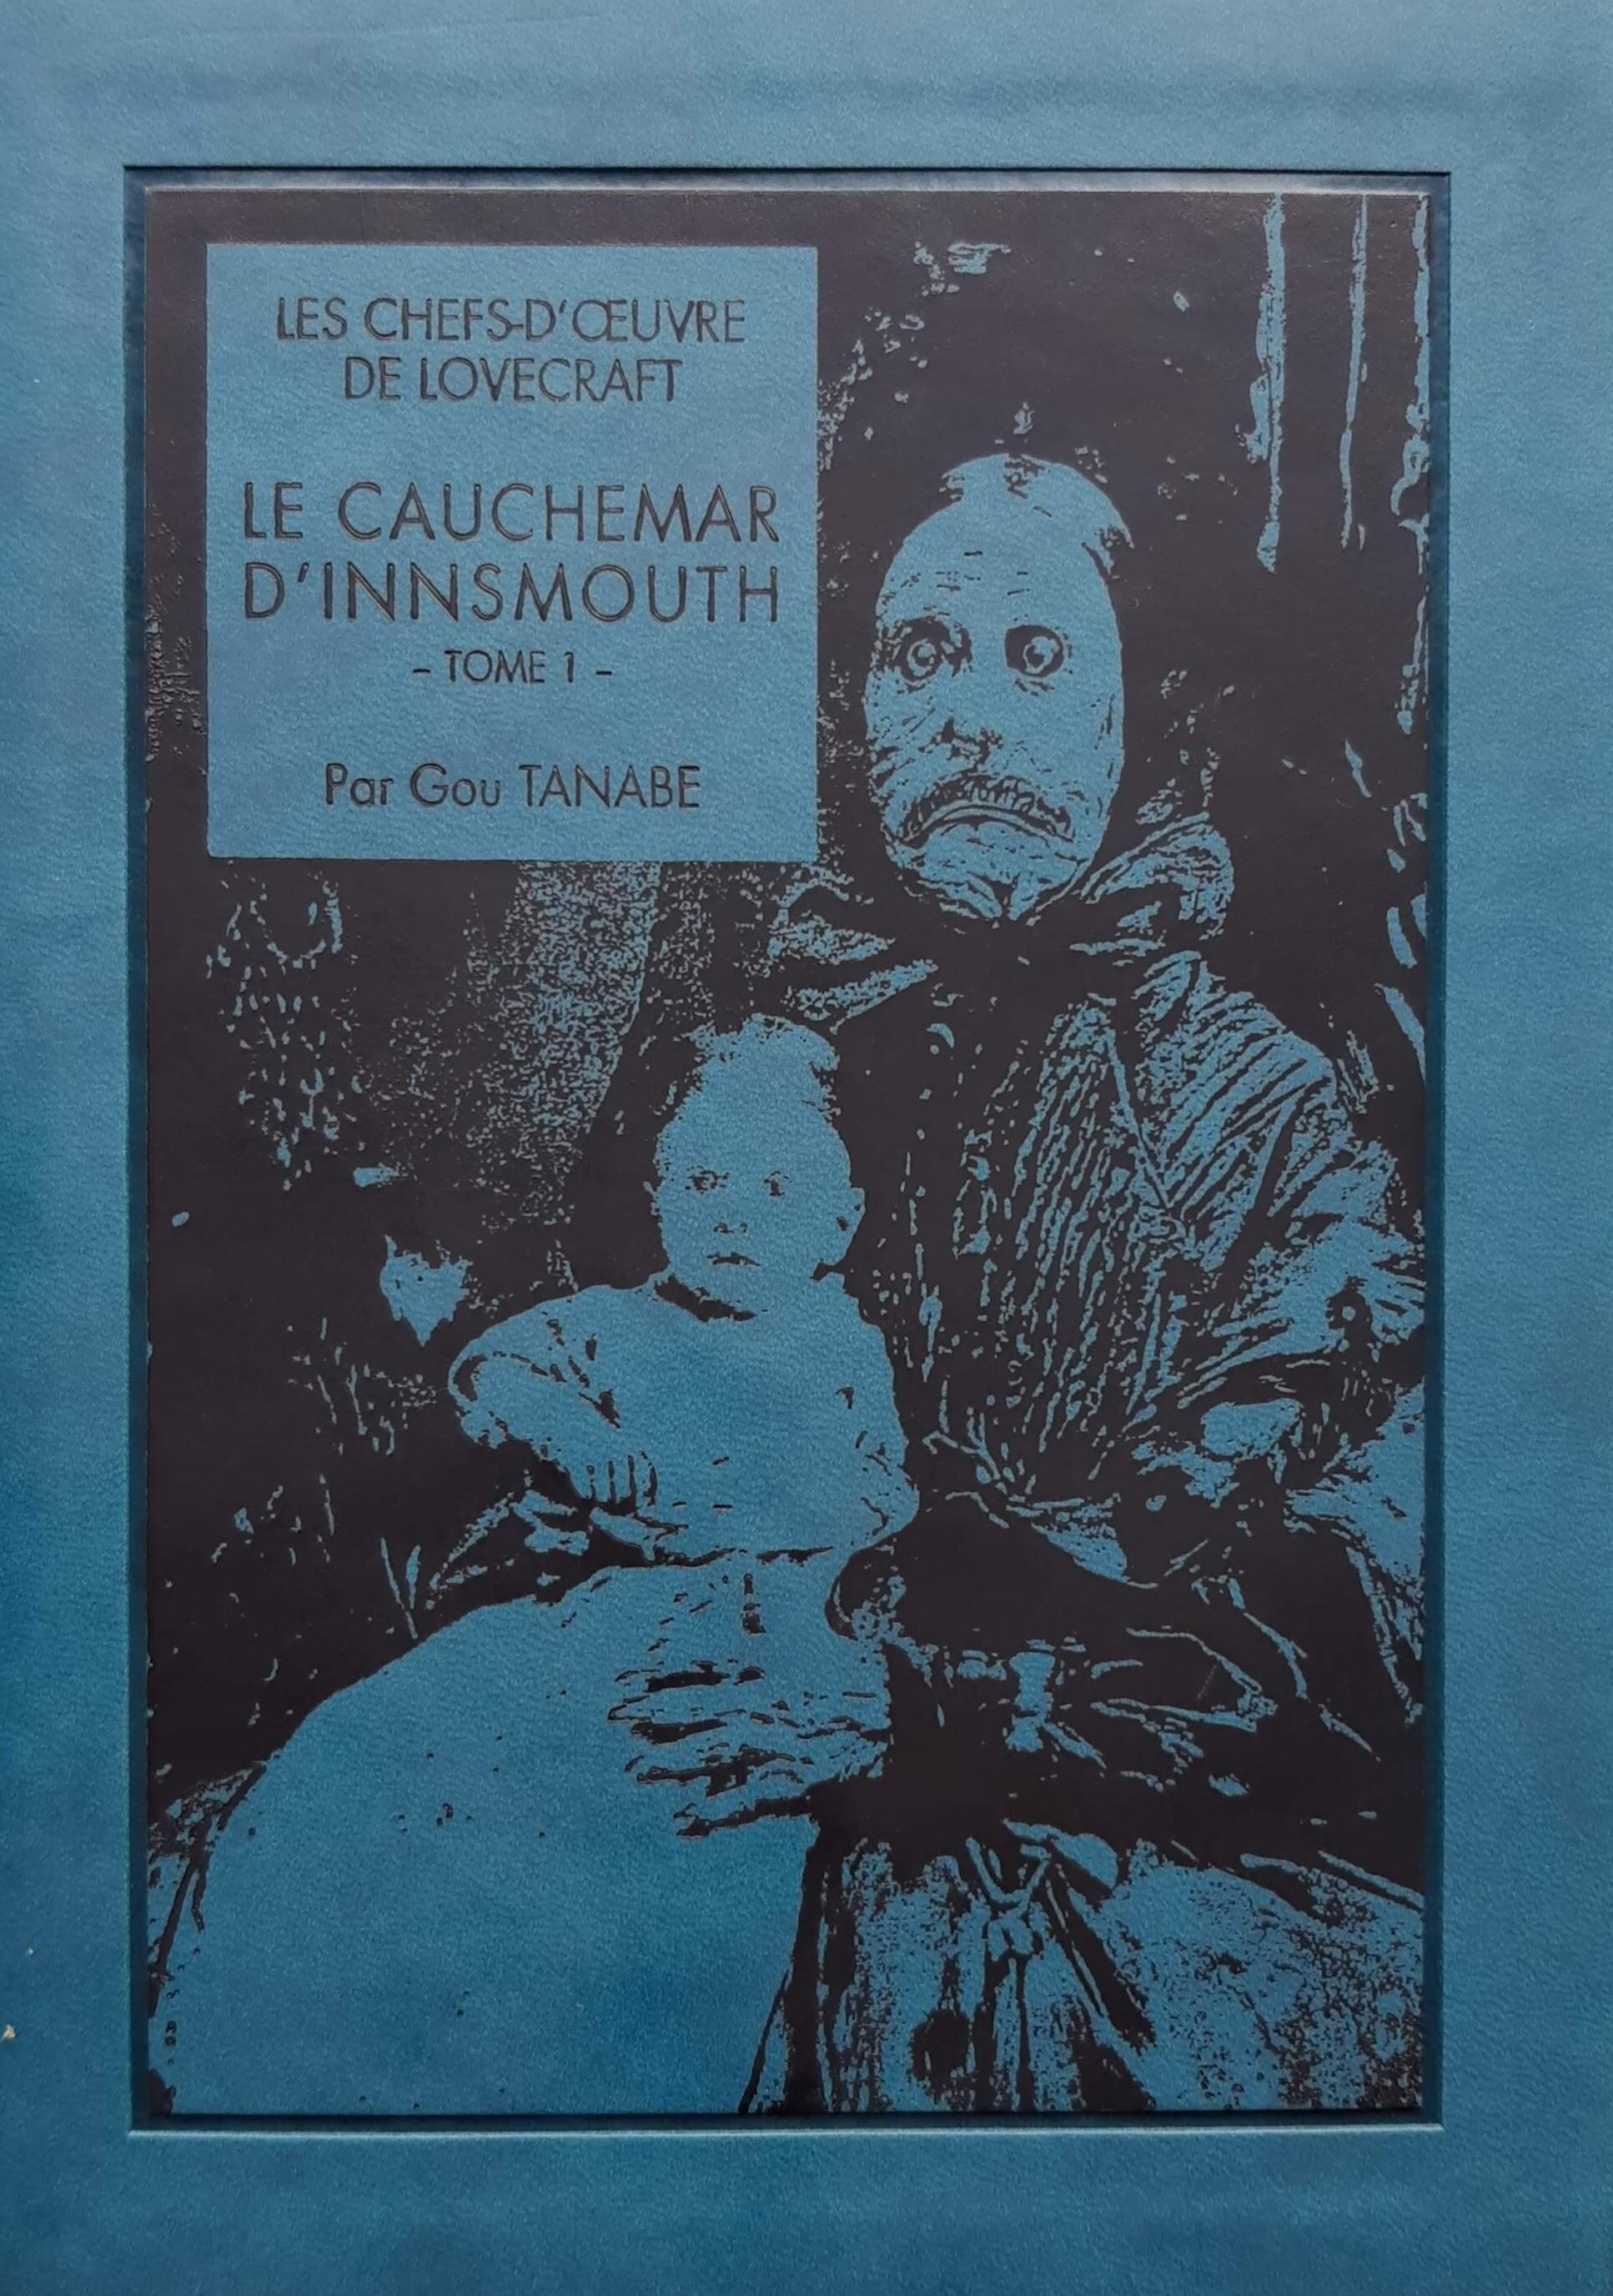 LES CHEFS-D'ŒUVRE
DE LOVECRAFT
LE CAUCHEMAR
D'INNSMOUTH
– TOME 1 –
Par Gou TANABE